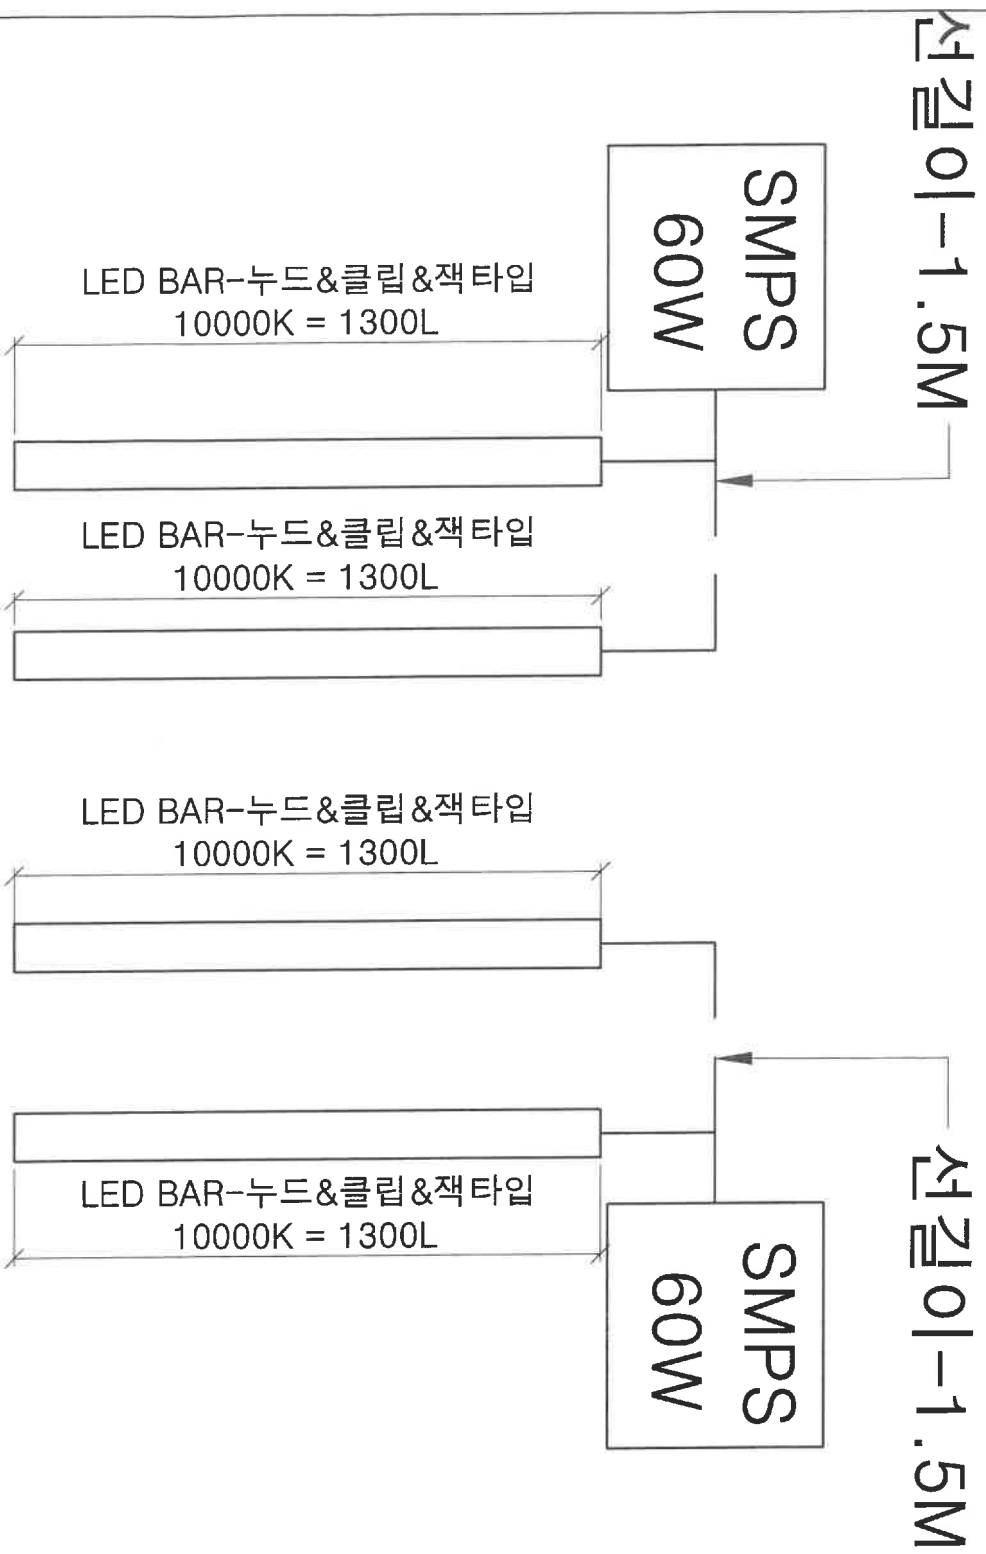 선길이-1.5M
SMPS
60W
LED BAR-누드&클립&잭타입
10000K = 1300L
LED BAR-누드&클립&잭타입
10000K = 1300L
LED BAR-누드&클립&잭타입
10000K = 1300L
LED BAR-누드&클립&잭타입
10000K = 1300L
SMPS
60W
선길이-1.5M